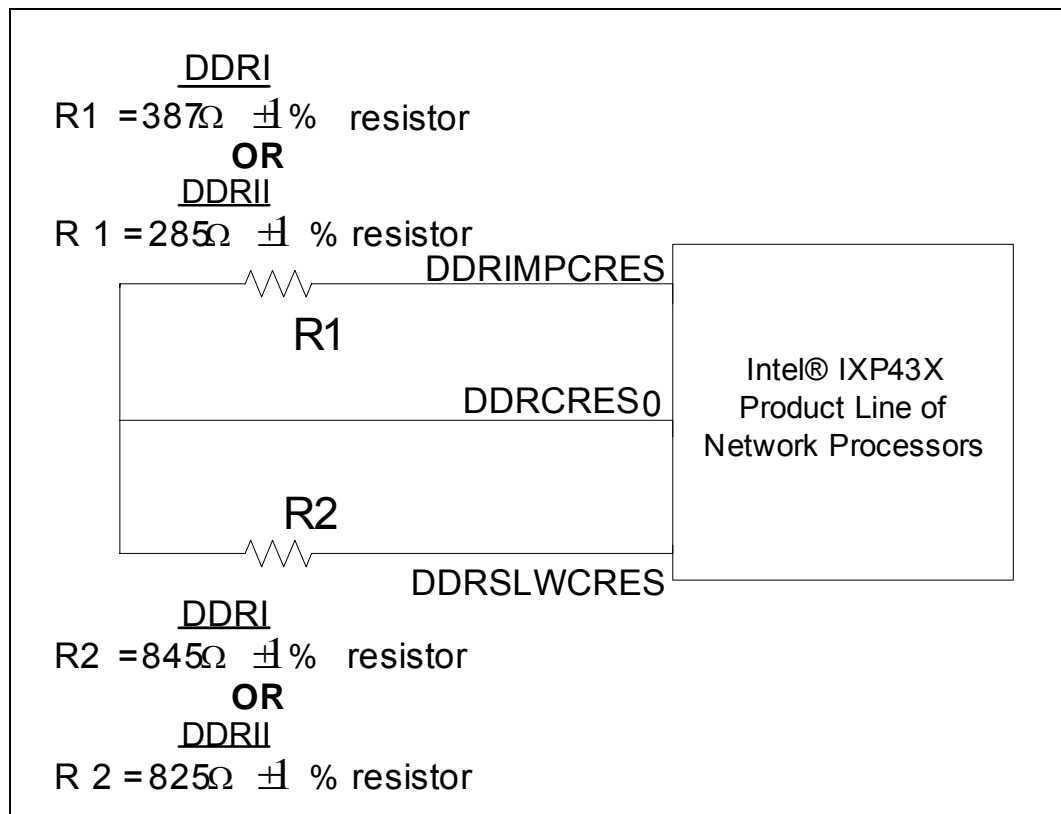 DDRI
R1 =387Ω ±1% resistor
OR
DDRII
R 1 =285Ω ±1 % resistor
DDRIMPCRES
R1
Intel® IXP43X
Product Line of
Network Processors
DDRCRES0
R2
DDRSLWCRES
DDRI
R2 =845Ω ±1% resistor
OR
DDRII
R 2 =825Ω ±1 % resistor